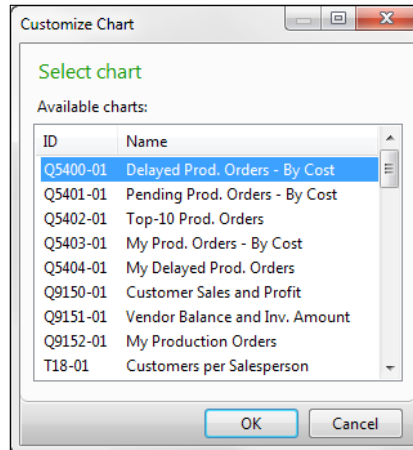 Customize Chart
Select chart
Available charts:
ID Name
Q5400-01 Delayed Prod. Orders - By Cost
Q5401-01 Pending Prod. Orders - By Cost
Q5402-01 Top-10 Prod. Orders
Q5403-01 My Prod. Orders - By Cost
Q5404-01 My Delayed Prod. Orders
Q9150-01 Customer Sales and Profit
Q9151-01 Vendor Balance and Inv. Amount
Q9152-01 My Production Orders
T18-01 Customers per Salesperson
OK Cancel